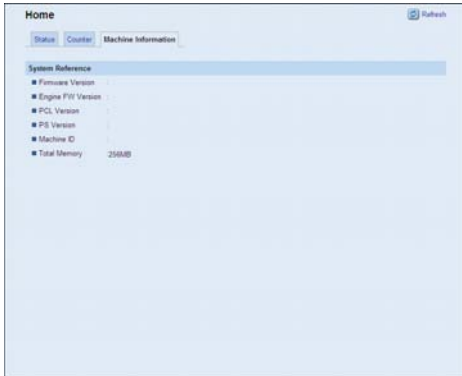 Home
Refresh
Status Counter Machine Information
System Reference
Firmware Version :
Engine FW Version :
PCL Version :
PS Version :
Machine ID :
Total Memory 256MB